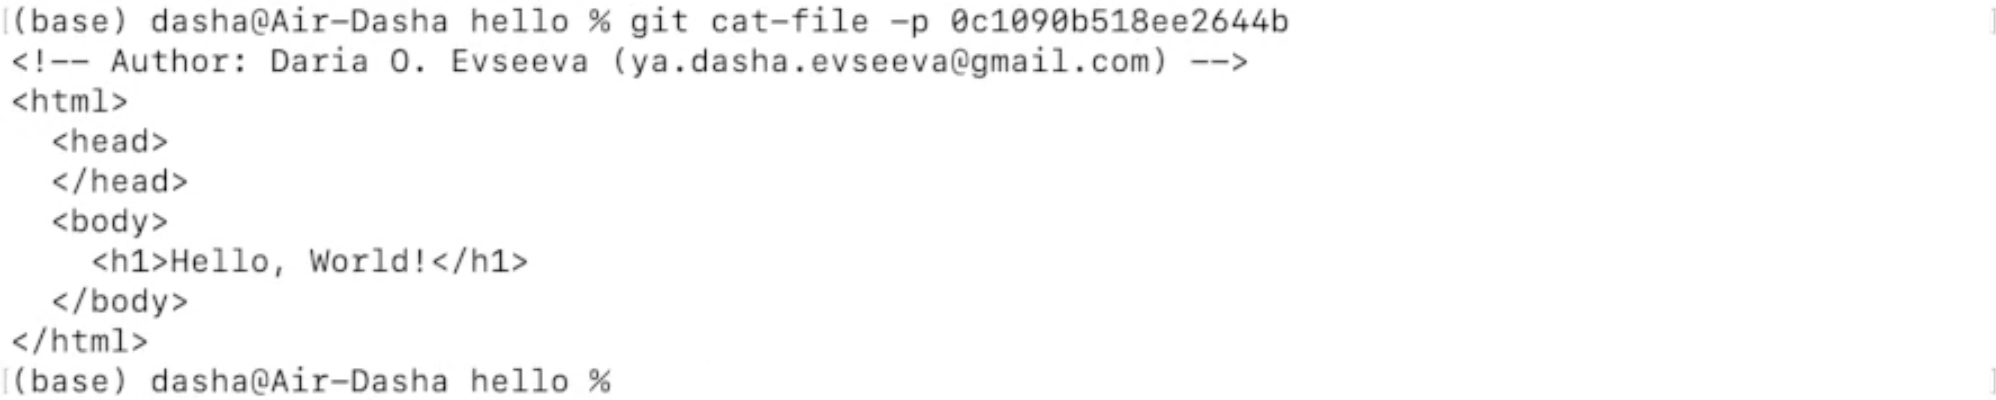 [(base) dasha@Air-Dasha hello % git cat-file -p 0c1090b518ee2644b ]
<!-- Author: Daria O. Evseeva (ya.dasha.evseeva@gmail.com) -->
<html>
  <head>
  </head>
  <body>
    <h1>Hello, World!</h1>
  </body>
</html>
[(base) dasha@Air-Dasha hello % ]